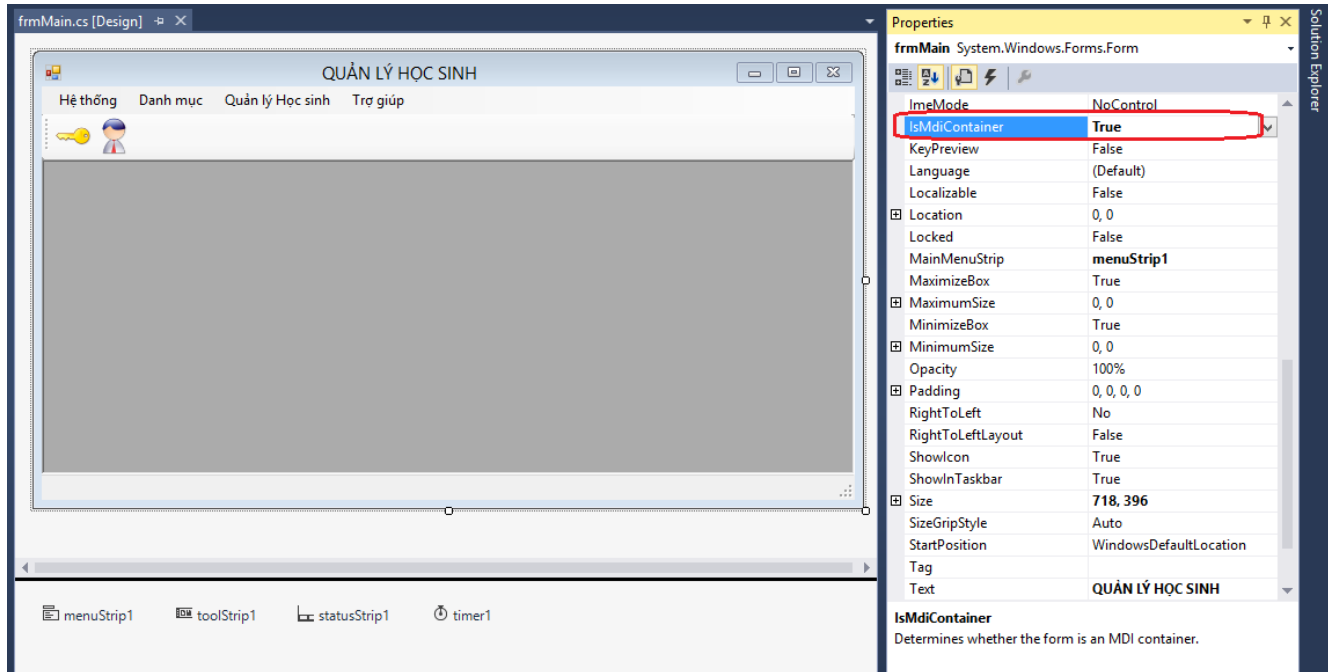 frmMain.cs [Design]
QUẢN LÝ HỌC SINH
Hệ thống Danh mục Quản lý Học sinh Trợ giúp
menuStrip1 toolStrip1 statusStrip1 timer1
Properties
frmMain System.Windows.Forms.Form
ImeMode NoControl
IsMdiContainer True
KeyPreview False
Language (Default)
Localizable False
Location 0, 0
Locked False
MainMenuStrip menuStrip1
MaximizeBox True
MaximumSize 0, 0
MinimizeBox True
MinimumSize 0, 0
Opacity 100%
Padding 0, 0, 0, 0
RightToLeft No
RightToLeftLayout False
ShowIcon True
ShowInTaskbar True
Size 718, 396
SizeGripStyle Auto
StartPosition WindowsDefaultLocation
Tag
Text QUẢN LÝ HỌC SINH
IsMdiContainer
Determines whether the form is an MDI container.
Solution Explorer